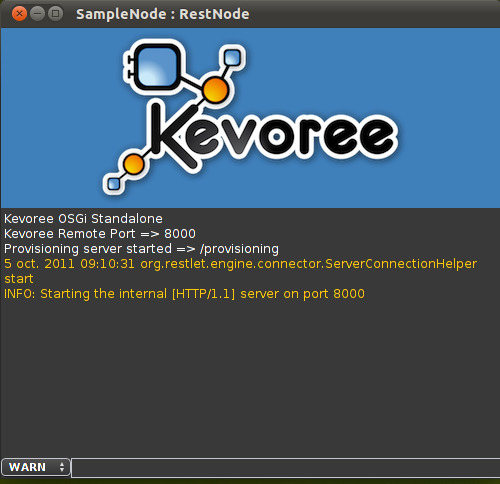 SampleNode : RestNode
Kevoree
Kevoree OSGi Standalone
Kevoree Remote Port => 8000
Provisioning server started => /provisioning
5 oct. 2011 09:10:31 org.restlet.engine.connector.ServerConnectionHelper
start
INFO: Starting the internal [HTTP/1.1] server on port 8000
WARN